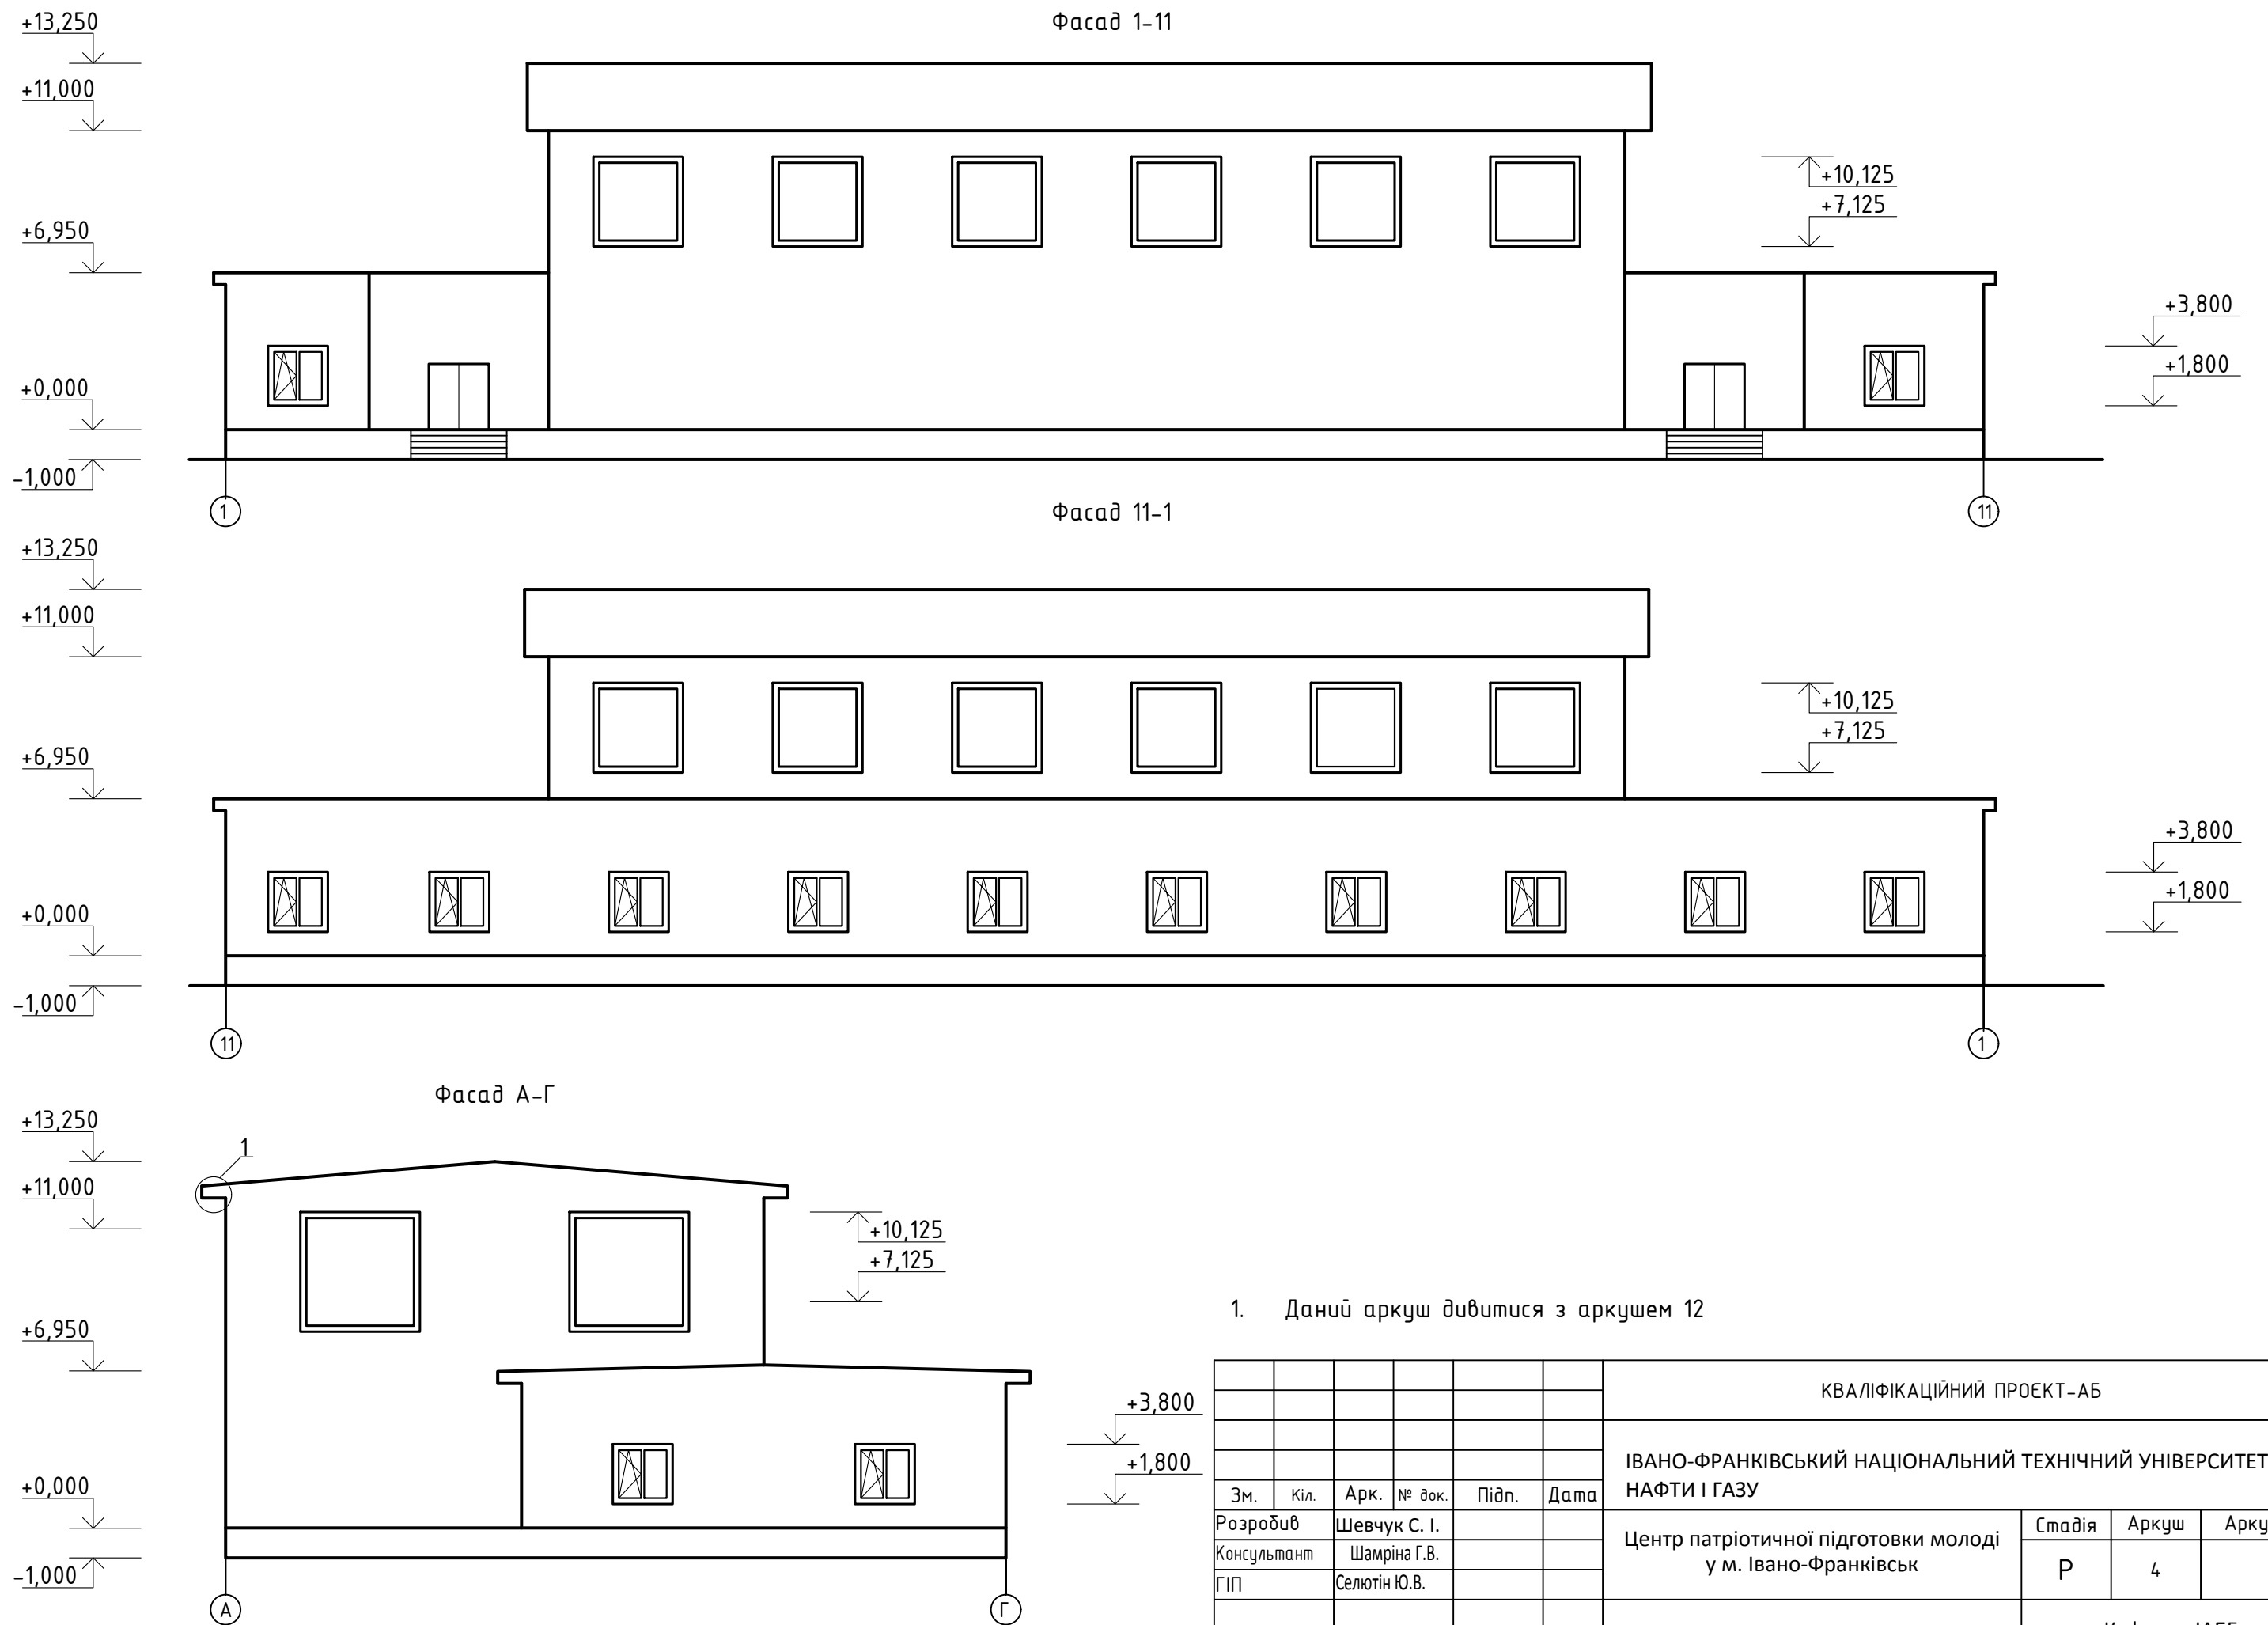 Фасад 1-11
+13,250
+11,000
+6,950
+0,000
-1,000
+10,125
+7,125
+3,800
+1,800
1
11
Фасад 11-1
+13,250
+11,000
+6,950
+0,000
-1,000
+10,125
+7,125
+3,800
+1,800
11
1
Фасад А-Г
+13,250
+11,000
+6,950
+0,000
-1,000
1
+10,125
+7,125
+3,800
+1,800
А
Г
1. Даний аркуш дивитися з аркушем 12
КВАЛІФІКАЦІЙНИЙ ПРОЄКТ-АБ
ІВАНО-ФРАНКІВСЬКИЙ НАЦІОНАЛЬНИЙ ТЕХНІЧНИЙ УНІВЕРСИТЕТ
НАФТИ І ГАЗУ
Зм. Кіл. Арк. № док. Підп. Дата
Розробив Шевчук С. І.
Консультант Шамріна Г.В.
ГІП Селютін Ю.В.
Центр патріотичної підготовки молоді
у м. Івано-Франківськ
Стадія Аркуш
Р 4